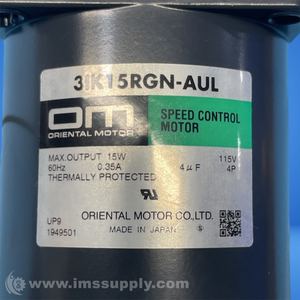 3IK15RGN-AUL
OM
ORIENTAL MOTOR
SPEED CONTROL
MOTOR
MAX.OUTPUT 15W 115V
60Hz 0.35A 4μF 4P
THERMALLY PROTECTED
UP9
1949501
ORIENTAL MOTOR CO.,LTD.
MADE IN JAPAN
© www.imssupply.com